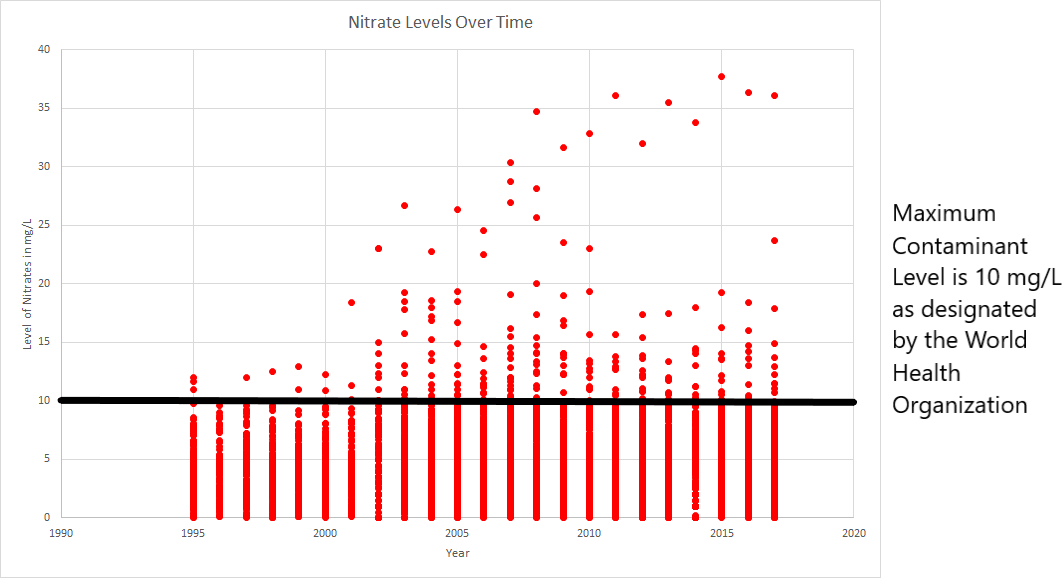 Nitrate Levels Over Time
40
35
30
25
20
15
10
5
0
Level of Nitrates in mg/L
1990 1995 2000 2005 2010 2015 2020
Year
Maximum
Contaminant
Level is 10 mg/L
as designated
by the World
Health
Organization